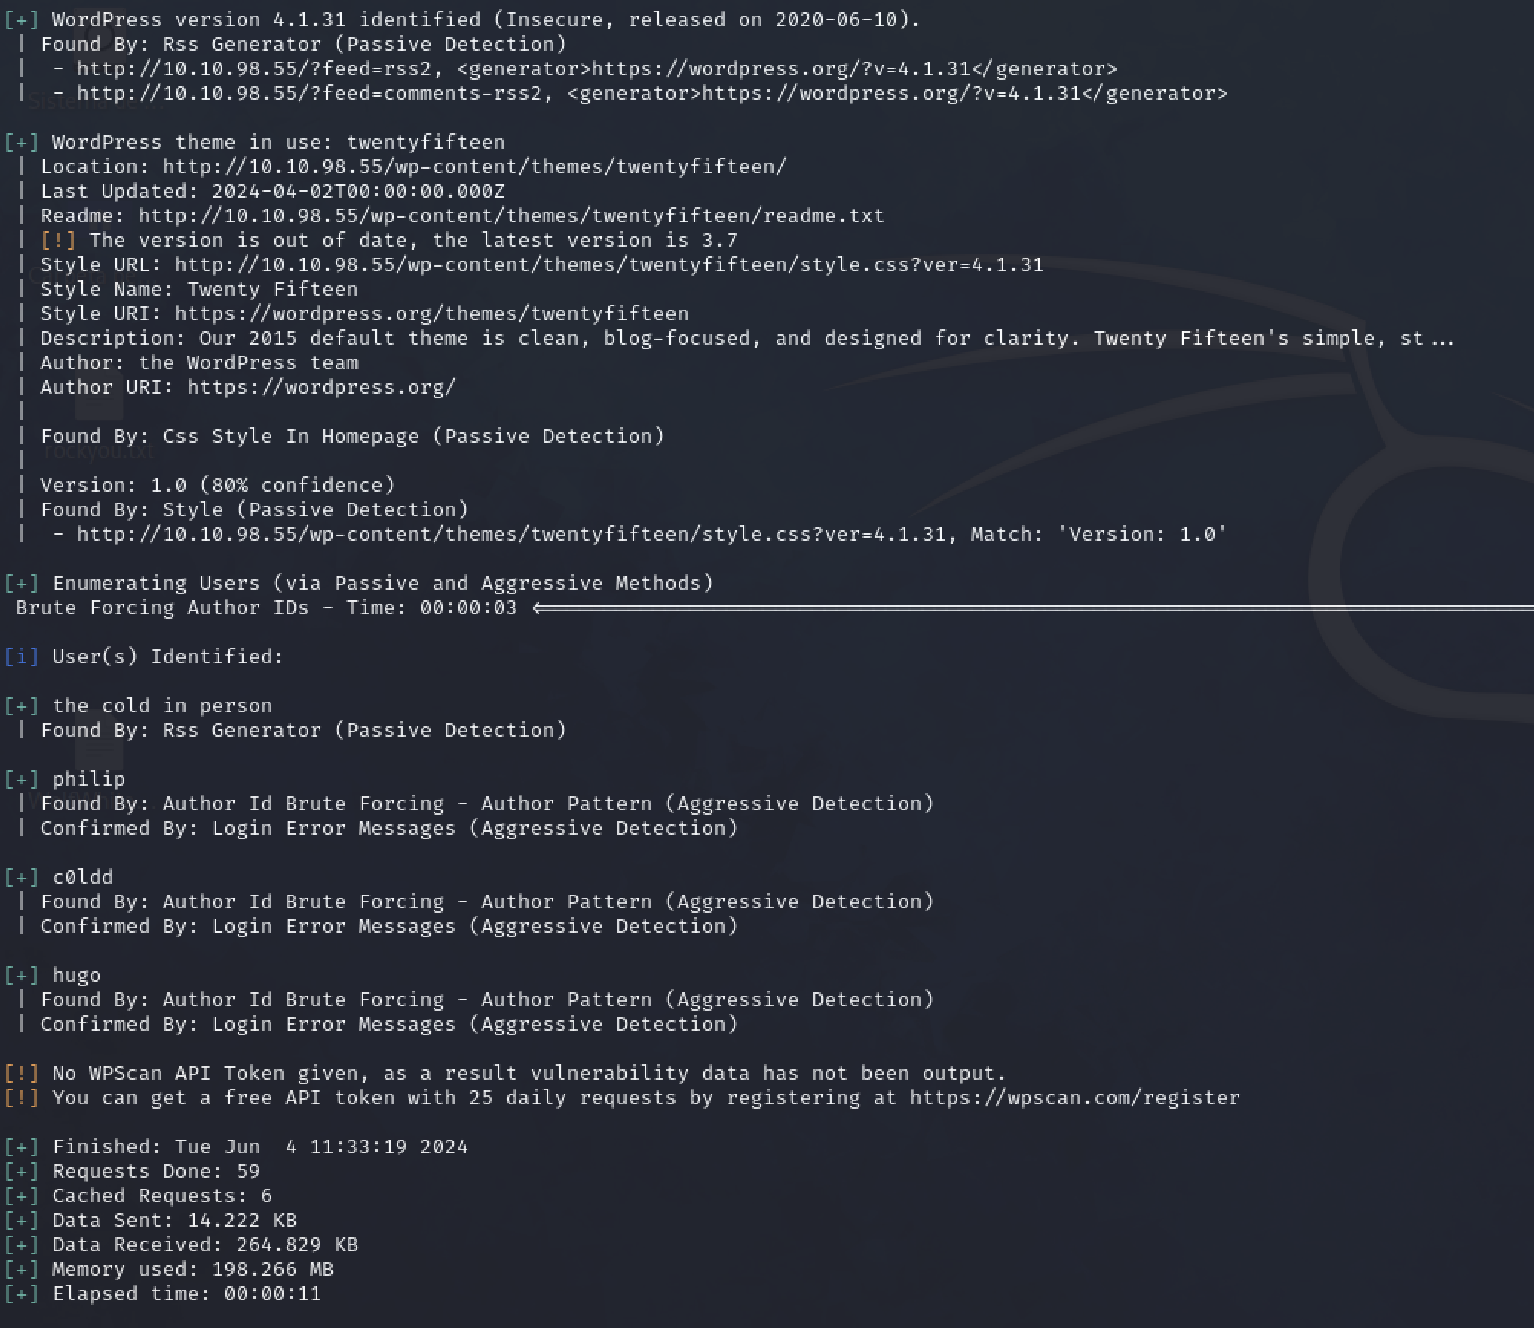 [+] WordPress version 4.1.31 identified (Insecure, released on 2020-06-10).
| Found By: Rss Generator (Passive Detection)
|  - http://10.10.98.55/?feed=rss2, <generator>https://wordpress.org/?v=4.1.31</generator>
|  - http://10.10.98.55/?feed=comments-rss2, <generator>https://wordpress.org/?v=4.1.31</generator>
[+] WordPress theme in use: twentyfifteen
| Location: http://10.10.98.55/wp-content/themes/twentyfifteen/
| Last Updated: 2024-04-02T00:00:00.000Z
| Readme: http://10.10.98.55/wp-content/themes/twentyfifteen/readme.txt
| [!] The version is out of date, the latest version is 3.7
| Style URL: http://10.10.98.55/wp-content/themes/twentyfifteen/style.css?ver=4.1.31
| Style Name: Twenty Fifteen
| Style URI: https://wordpress.org/themes/twentyfifteen
| Description: Our 2015 default theme is clean, blog-focused, and designed for clarity. Twenty Fifteen's simple, st...
| Author: the WordPress team
| Author URI: https://wordpress.org/
|
| Found By: Css Style In Homepage (Passive Detection)
rockyou.txt
|
| Version: 1.0 (80% confidence)
| Found By: Style (Passive Detection)
|  - http://10.10.98.55/wp-content/themes/twentyfifteen/style.css?ver=4.1.31, Match: 'Version: 1.0'
[+] Enumerating Users (via Passive and Aggressive Methods)
Brute Forcing Author IDs - Time: 00:00:03 <==========
[i] User(s) Identified:
[+] the cold in person
| Found By: Rss Generator (Passive Detection)
[+] philip
| Found By: Author Id Brute Forcing - Author Pattern (Aggressive Detection)
| Confirmed By: Login Error Messages (Aggressive Detection)
[+] c0ldd
| Found By: Author Id Brute Forcing - Author Pattern (Aggressive Detection)
| Confirmed By: Login Error Messages (Aggressive Detection)
[+] hugo
| Found By: Author Id Brute Forcing - Author Pattern (Aggressive Detection)
| Confirmed By: Login Error Messages (Aggressive Detection)
[!] No WPScan API Token given, as a result vulnerability data has not been output.
[!] You can get a free API token with 25 daily requests by registering at https://wpscan.com/register
[+] Finished: Tue Jun  4 11:33:19 2024
[+] Requests Done: 59
[+] Cached Requests: 6
[+] Data Sent: 14.222 KB
[+] Data Received: 264.829 KB
[+] Memory used: 198.266 MB
[+] Elapsed time: 00:00:11